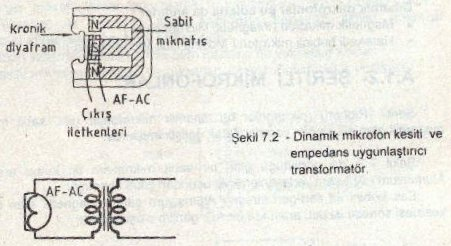 Kronik
diyafram
N
S
N
Sabit
mıknatıs
AF-AC
Çıkış
iletkenleri
Şekil 7.2 - Dinamik mikrofon kesiti ve
empedans uygunlaştırıcı
transformatör.
AF-AC